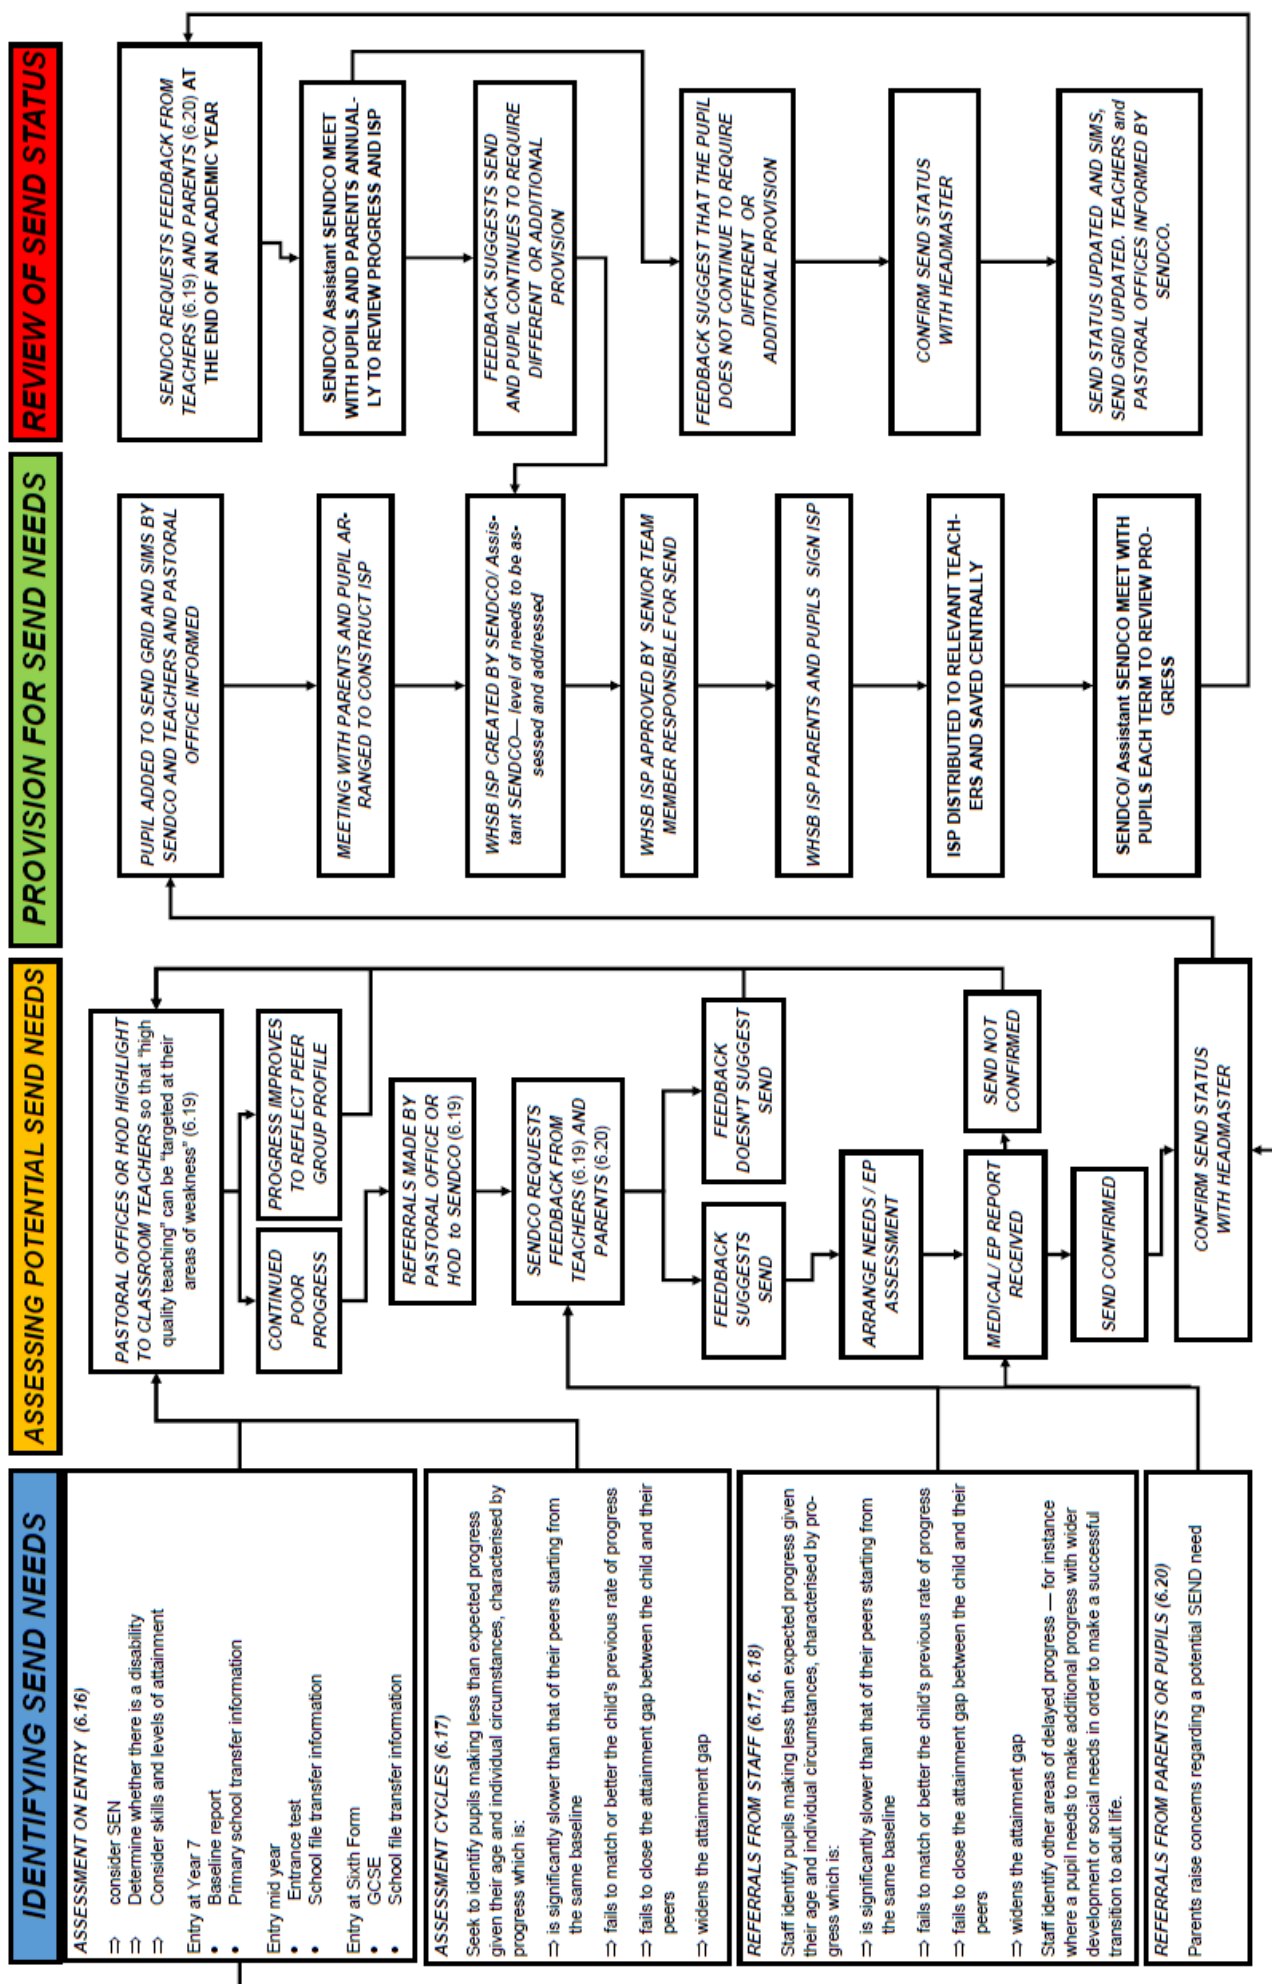 IDENTIFYING SEND NEEDS
ASSESSMENT ON ENTRY (6.16)
⇒ consider SEN
⇒ Determine whether there is a disability
⇒ Consider skills and levels of attainment
Entry at Year 7
• Baseline report
• Primary school transfer information
Entry mid year
• Entrance test
• School file transfer information
Entry at Sixth Form
• GCSE
• School file transfer information
ASSESSMENT CYCLES (6.17)
Seek to identify pupils making less than expected progress
given their age and individual circumstances, characterised by
progress which is:
⇒ is significantly slower than that of their peers starting from
the same baseline
⇒ fails to match or better the child's previous rate of progress
⇒ fails to close the attainment gap between the child and their
peers
⇒ widens the attainment gap
REFERRALS FROM STAFF (6.17, 6.18)
Staff identify pupils making less than expected progress given
their age and individual circumstances, characterised by pro-
gress which is:
⇒ is significantly slower than that of their peers starting from
the same baseline
⇒ fails to match or better the child's previous rate of progress
⇒ fails to close the attainment gap between the child and their
peers
⇒ widens the attainment gap
Staff identify other areas of delayed progress — for instance
where a pupil needs to make additional progress with wider
development or social needs in order to make a successful
transition to adult life.
REFERRALS FROM PARENTS OR PUPILS (6.20)
Parents raise concerns regarding a potential SEND need
ASSESSING POTENTIAL SEND NEEDS
PASTORAL OFFICES OR HOD HIGHLIGHT
TO CLASSROOM TEACHERS so that "high
quality teaching" can be "targeted at their
areas of weakness" (6.19)
CONTINUED
POOR
PROGRESS
PROGRESS IMPROVES
TO REFLECT PEER
GROUP PROFILE
REFERRALS MADE BY
PASTORAL OFFICE OR
HOD to SENDCO (6.19)
SENDCO REQUESTS
FEEDBACK FROM
TEACHERS (6.19) AND
PARENTS (6.20)
FEEDBACK
SUGGESTS
SEND
FEEDBACK
DOESN'T SUGGEST
SEND
ARRANGE NEEDS / EP
ASSESSMENT
MEDICAL/ EP REPORT
RECEIVED
SEND NOT
CONFIRMED
SEND CONFIRMED
CONFIRM SEND STATUS
WITH HEADMASTER
PROVISION FOR SEND NEEDS
PUPIL ADDED TO SEND GRID AND SIMS BY
SENDCO AND TEACHERS AND PASTORAL
OFFICE INFORMED
MEETING WITH PARENTS AND PUPIL AR-
RANGED TO CONSTRUCT ISP
WHSB ISP CREATED BY SENDCO/ Assis-
tant SENDCO— level of needs to be as-
sessed and addressed
WHSB ISP APPROVED BY SENIOR TEAM
MEMBER RESPONSIBLE FOR SEND
WHSB ISP PARENTS AND PUPILS SIGN ISP
ISP DISTRIBUTED TO RELEVANT TEACH-
ERS AND SAVED CENTRALLY
SENDCO/ Assistant SENDCO MEET WITH
PUPILS EACH TERM TO REVIEW PRO-
GRESS
REVIEW OF SEND STATUS
SENDCO REQUESTS FEEDBACK FROM
TEACHERS (6.19) AND PARENTS (6.20) AT
THE END OF AN ACADEMIC YEAR
SENDCO/ Assistant SENDCO MEET
WITH PUPILS AND PARENTS ANNUAL-
LY TO REVIEW PROGRESS AND ISP
FEEDBACK SUGGESTS SEND
AND PUPIL CONTINUES TO REQUIRE
DIFFERENT OR ADDITIONAL
PROVISION
FEEDBACK SUGGEST THAT THE PUPIL
DOES NOT CONTINUE TO REQUIRE
DIFFERENT OR
ADDITIONAL PROVISION
CONFIRM SEND STATUS
WITH HEADMASTER
SEND STATUS UPDATED AND SIMS,
SEND GRID UPDATED. TEACHERS and
PASTORAL OFFICES INFORMED BY
SENDCO.